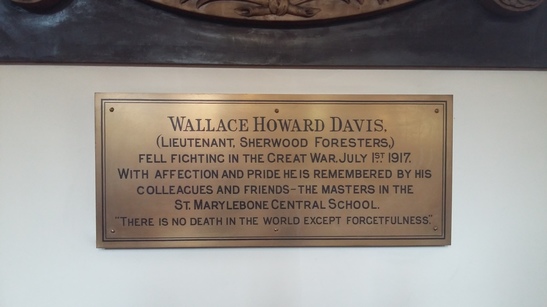 WALLACE HOWARD DAVIS.
(LIEUTENANT, SHERWOOD FORESTERS,)
FELL FIGHTING IN THE GREAT WAR. JULY 1ST 1917.
WITH AFFECTION AND PRIDE HE IS REMEMBERED BY HIS
COLLEAGUES AND FRIENDS - THE MASTERS IN THE
ST. MARYLEBONE CENTRAL SCHOOL.
"THERE IS NO DEATH IN THE WORLD EXCEPT FORGETFULNESS."